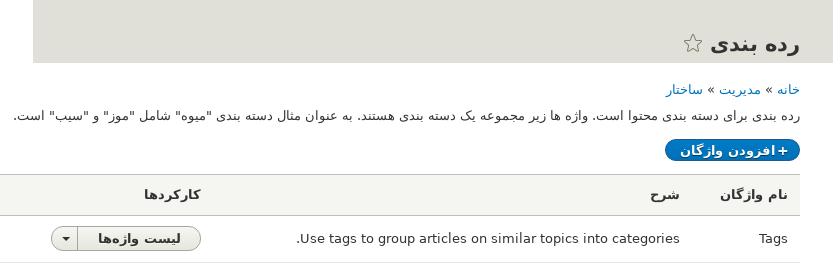 رده بندی
خانه » مدیریت » ساختار
رده بندی برای دسته بندی محتوا است. واژه ها زیر مجموعه یک دسته بندی هستند. به عنوان مثال دسته بندی "میوه" شامل "موز" و "سیب" است.
+ افزودن واژگان
نام واژگان شرح کارکردها
Tags Use tags to group articles on similar topics into categories. لیست واژه‌ها